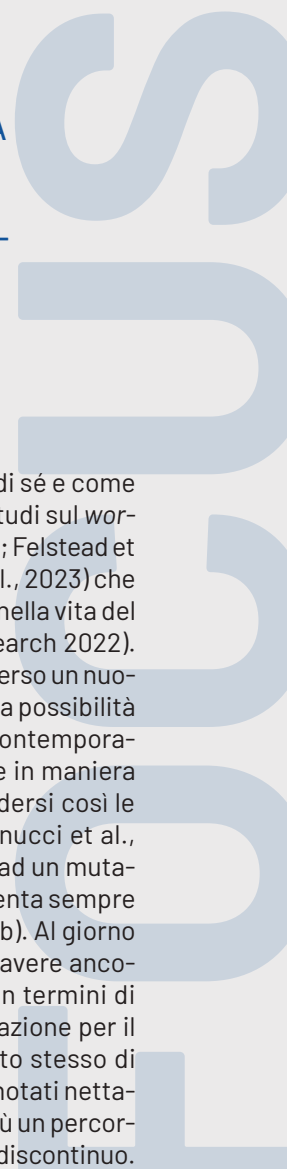 A
FOCUS
di sé e come
tudi sul wor-
; Felstead et
l., 2023) che
nella vita del
earch 2022).
erso un nuo-
a possibilità
ontempora-
e in maniera
dersi così le
nucci et al.,
ad un muta-
enta sempre
b). Al giorno
avere anco-
n termini di
azione per il
to stesso di
notati netta-
ù un percor-
discontinuo.